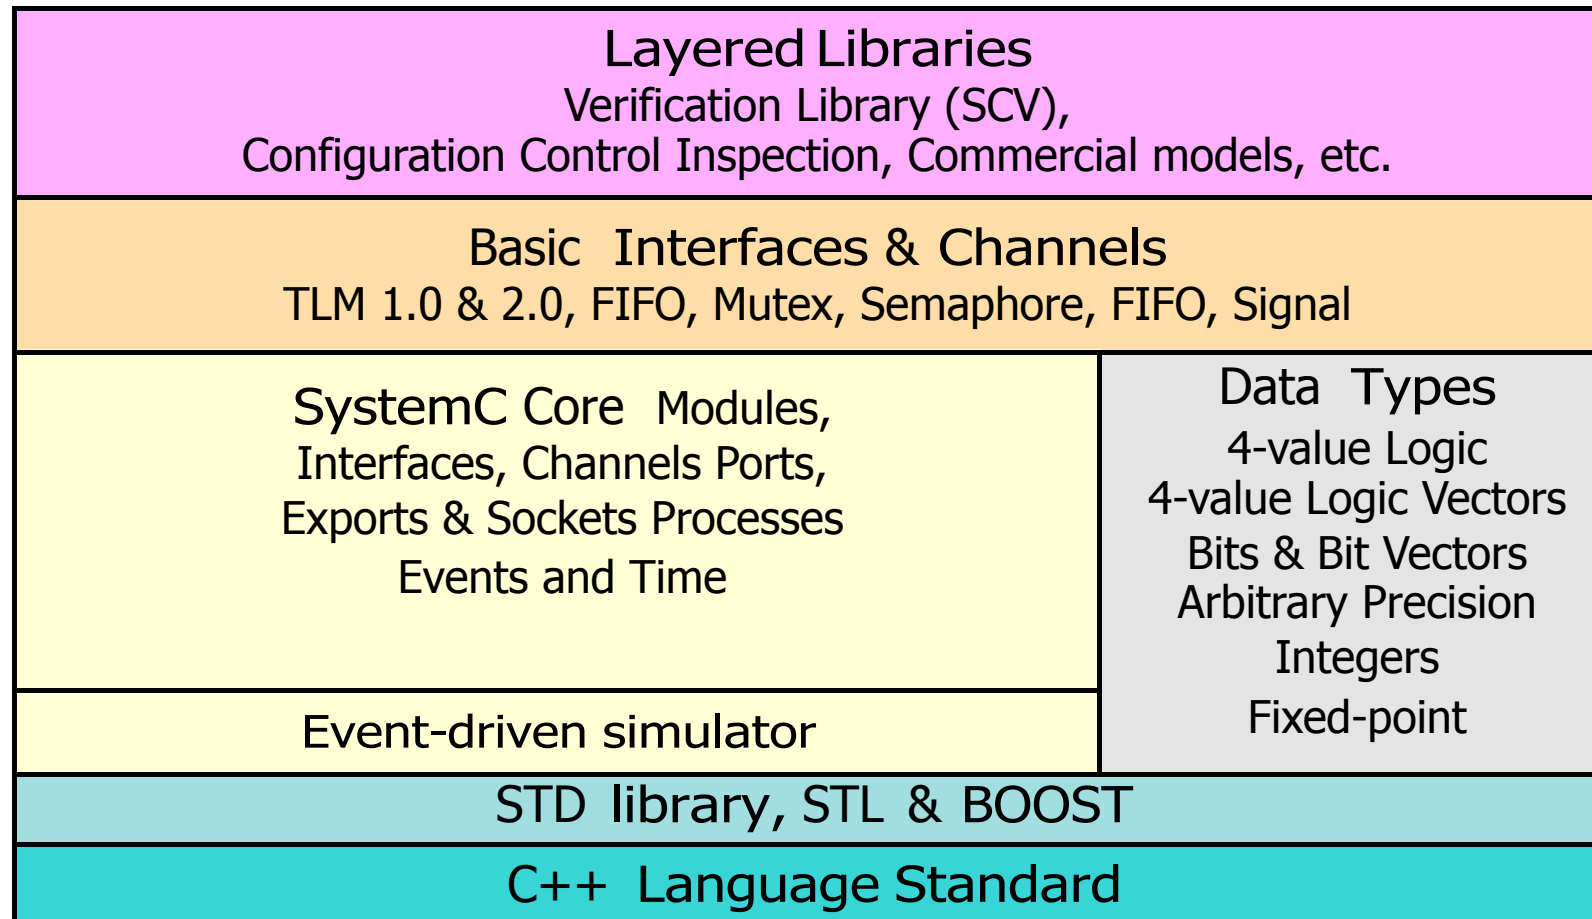 Layered Libraries
Verification Library (SCV),
Configuration Control Inspection, Commercial models, etc.
Basic Interfaces & Channels
TLM 1.0 & 2.0, FIFO, Mutex, Semaphore, FIFO, Signal
SystemC Core Modules,
Interfaces, Channels Ports,
Exports & Sockets Processes
Events and Time
Event-driven simulator
Data Types
4-value Logic
4-value Logic Vectors
Bits & Bit Vectors
Arbitrary Precision
Integers
Fixed-point
STD library, STL & BOOST
C++ Language Standard